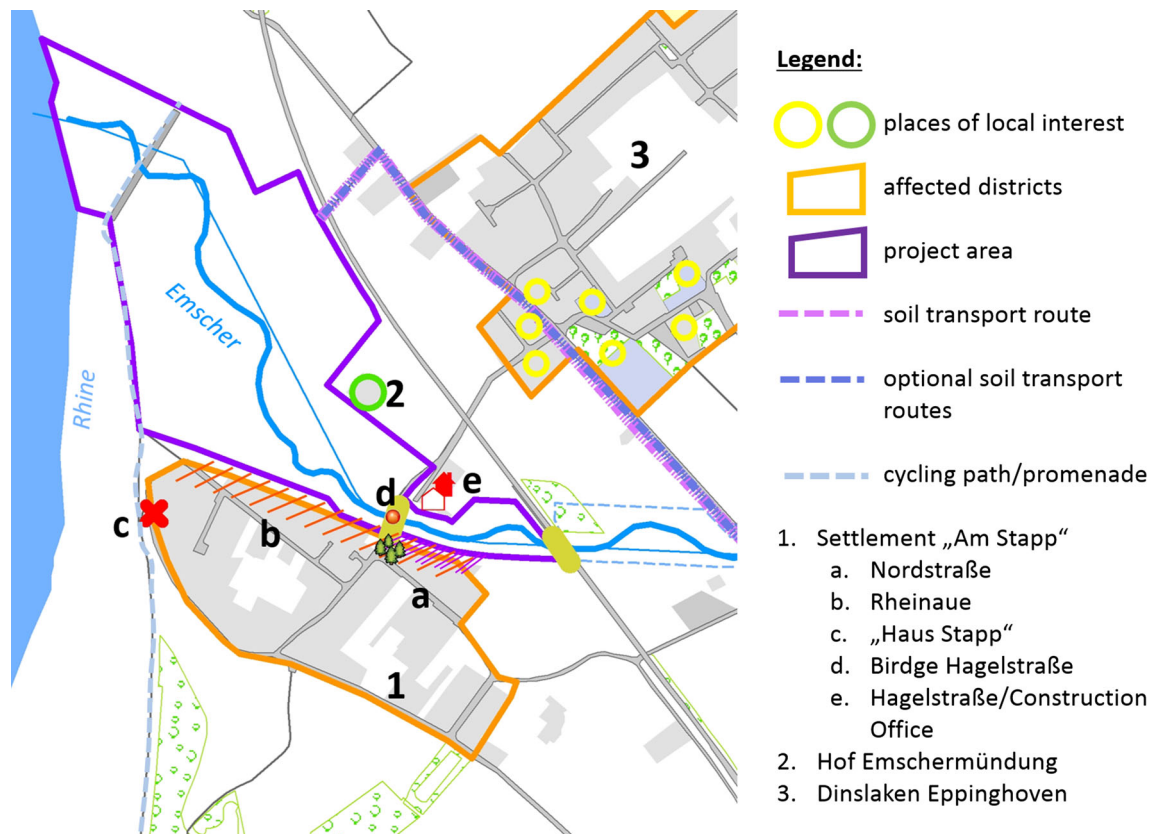 3
Emscher
Rhine
2
e
d
c
b
a
1
Legend:
places of local interest
affected districts
project area
soil transport route
optional soil transport
routes
cycling path/promenade
1. Settlement „Am Stapp“
a. Nordstraße
b. Rheinaue
c. „Haus Stapp“
d. Birdge Hagelstraße
e. Hagelstraße/Construction
Office
2. Hof Emschermündung
3. Dinslaken Eppinghoven